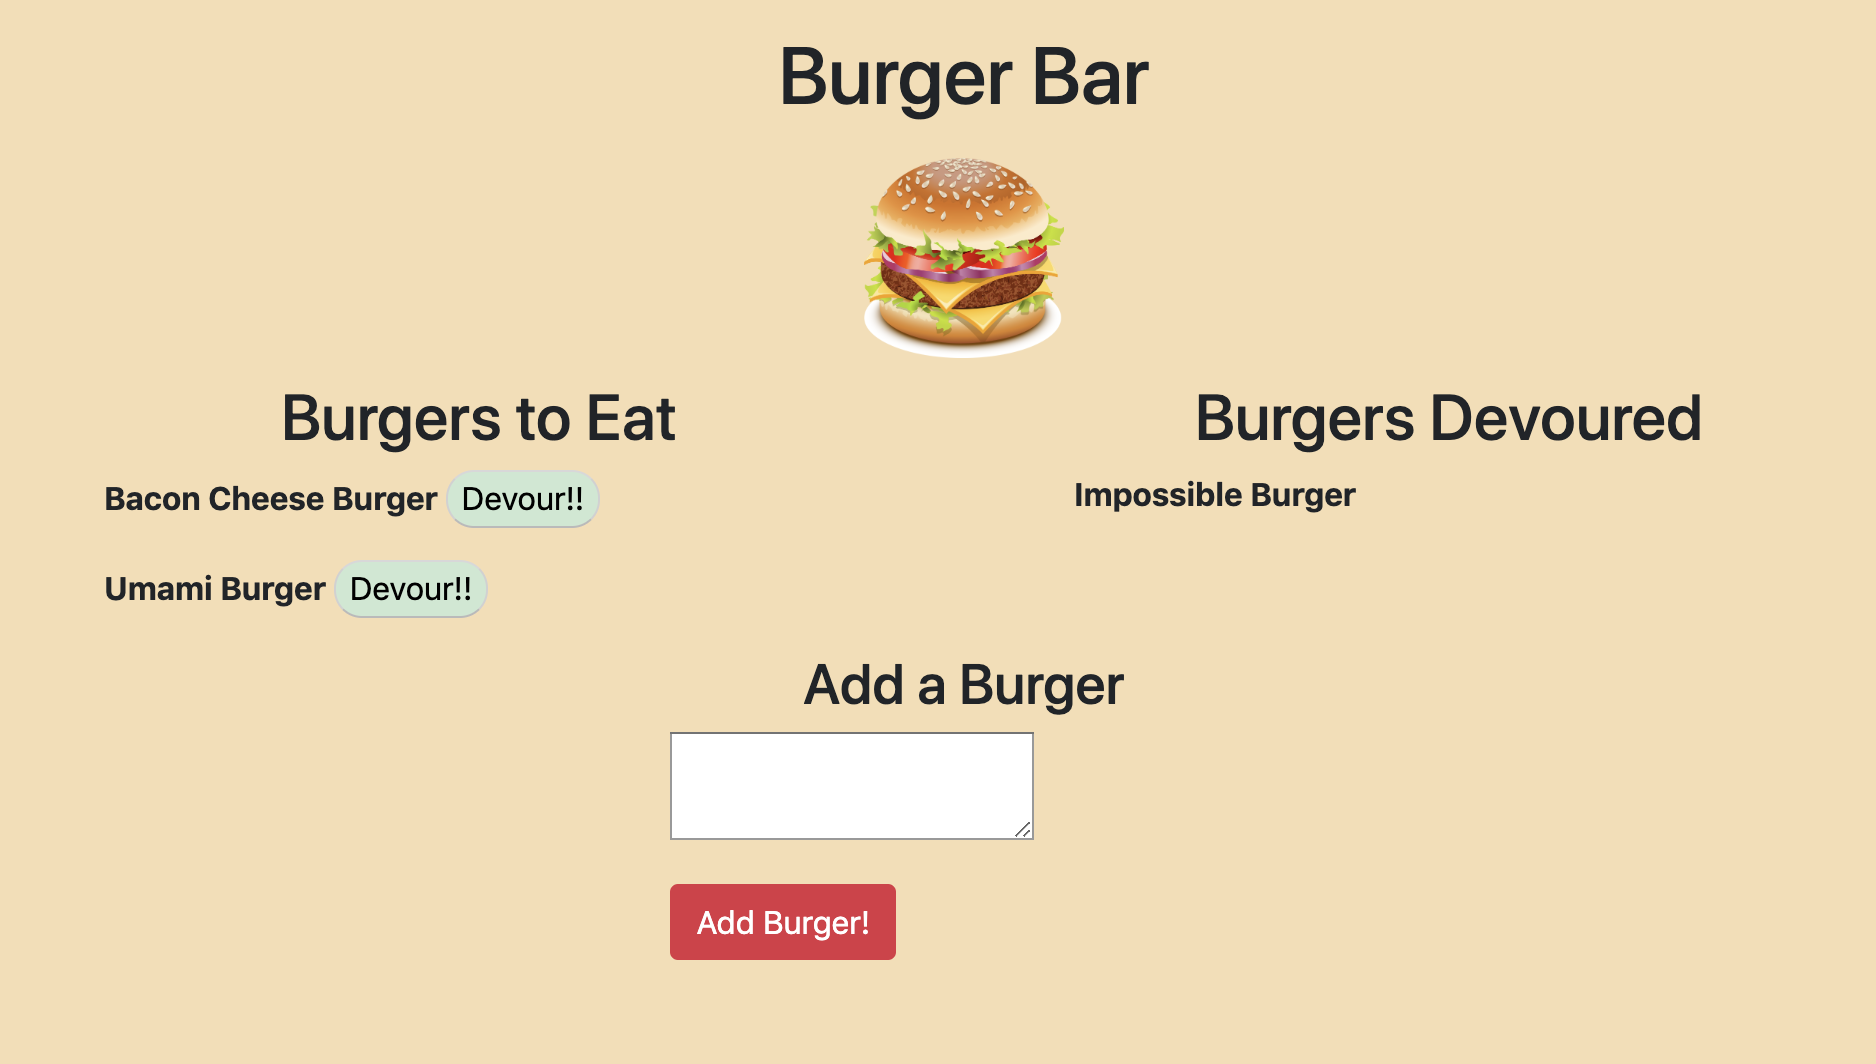 Burger Bar
Burgers to Eat
Bacon Cheese Burger Devour!!
Umami Burger Devour!!
Burgers Devoured
Impossible Burger
Add a Burger
Add Burger!